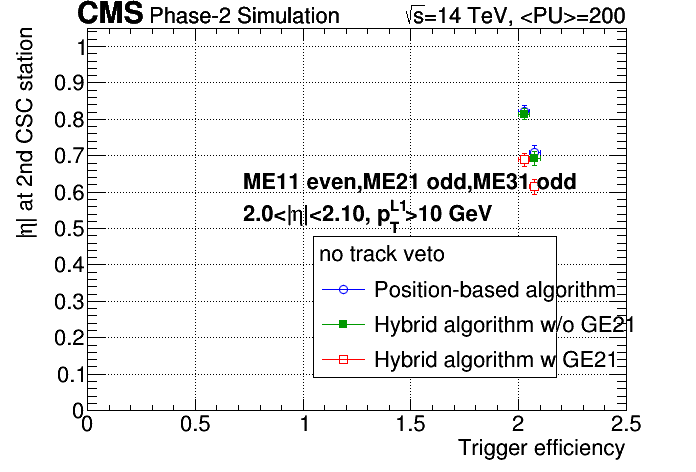 CMS Phase-2 Simulation √s=14 TeV, <PU>=200
|η| at 2nd CSC station
1
0.9
0.8
0.7
0.6
0.5
0.4
0.3
0.2
0.1
0
ME11 even,ME21 odd,ME31 odd
2.0<|η|<2.10, p_T^L1>10 GeV
no track veto
Position-based algorithm
Hybrid algorithm w/o GE21
Hybrid algorithm w GE21
0 0.5 1 1.5 2 2.5
Trigger efficiency